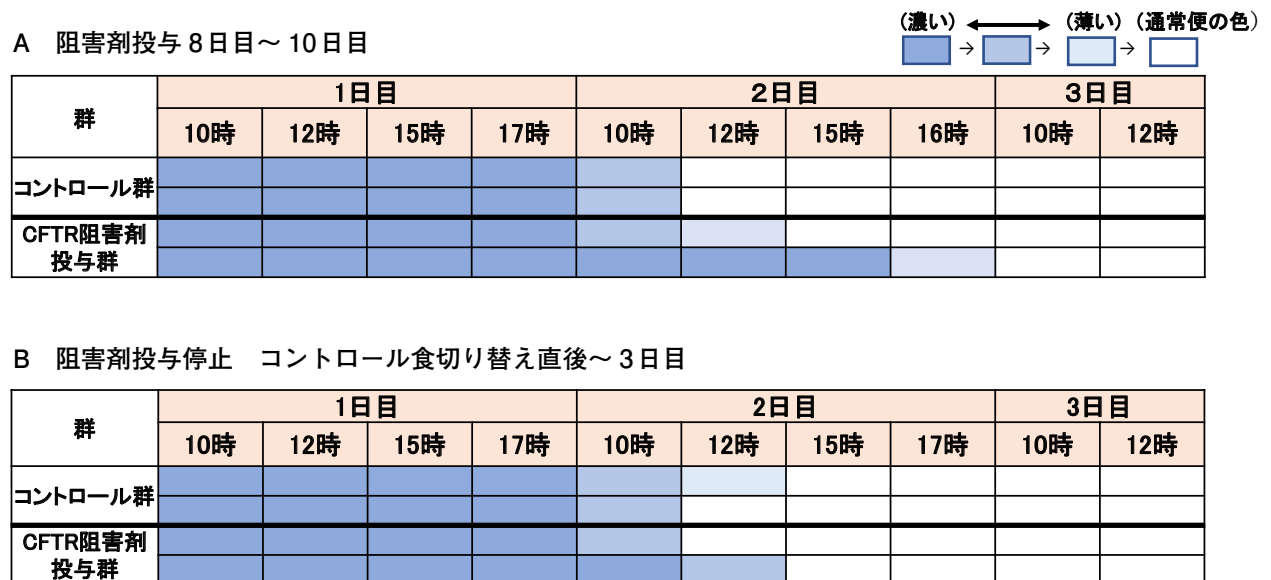 (濃い) (薄い) (通常便の色)
→ → →
A 阻害剤投与8日目～10日目
群 1日目 2日目 3日目
10時 12時 15時 17時 10時 12時 15時 16時 10時 12時
コントロール群
CFTR阻害剤
投与群
B 阻害剤投与停止 コントロール食切り替え直後～3日目
群 1日目 2日目 3日目
10時 12時 15時 17時 10時 12時 15時 17時 10時 12時
コントロール群
CFTR阻害剤
投与群